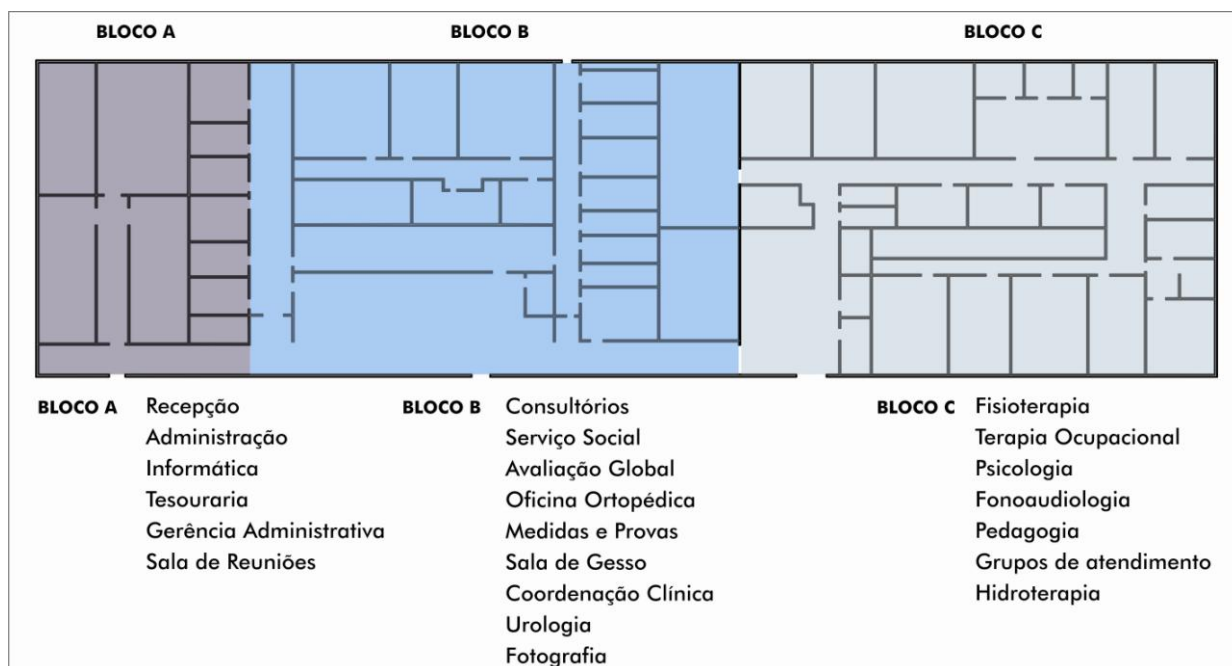 BLOCO A
BLOCO B
BLOCO C
BLOCO A
Recepção
Administração
Informática
Tesouraria
Gerência Administrativa
Sala de Reuniões
BLOCO B
Consultórios
Serviço Social
Avaliação Global
Oficina Ortopédica
Medidas e Provas
Sala de Gesso
Coordenação Clínica
Urologia
Fotografia
BLOCO C
Fisioterapia
Terapia Ocupacional
Psicologia
Fonoaudiologia
Pedagogia
Grupos de atendimento
Hidroterapia